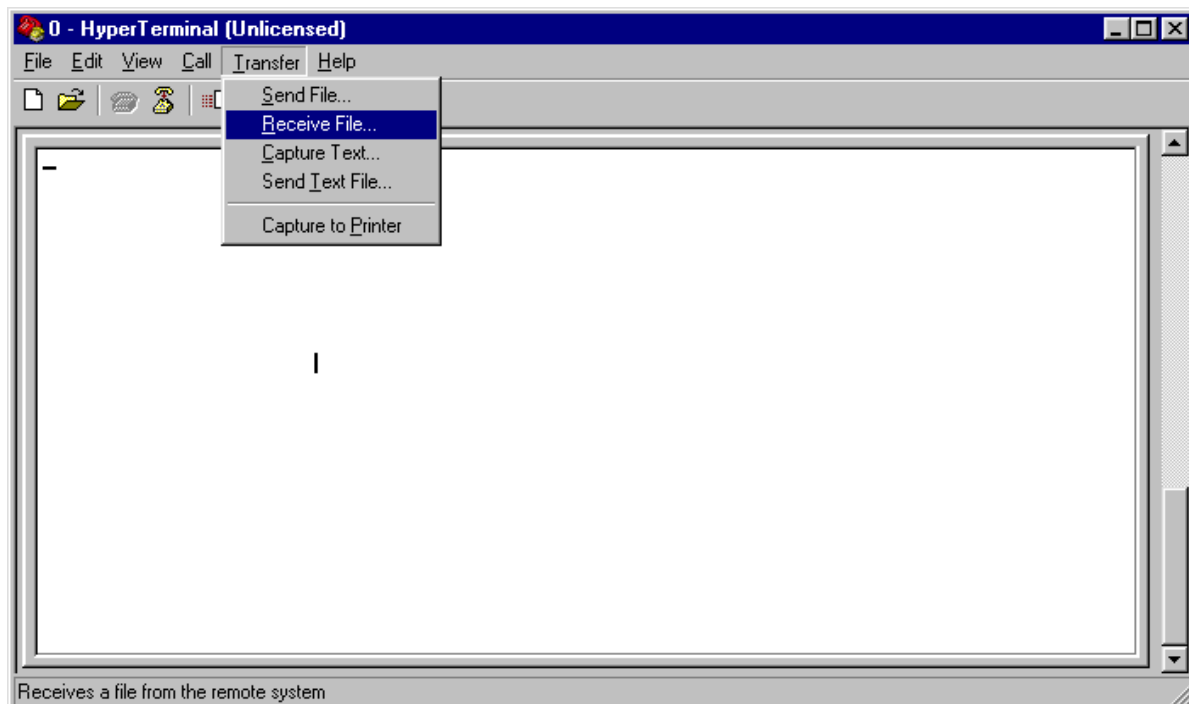 0 - HyperTerminal (Unlicensed)
File Edit View Call Transfer Help
Send File...
Receive File...
Capture Text...
Send Text File...
Capture to Printer
Receives a file from the remote system